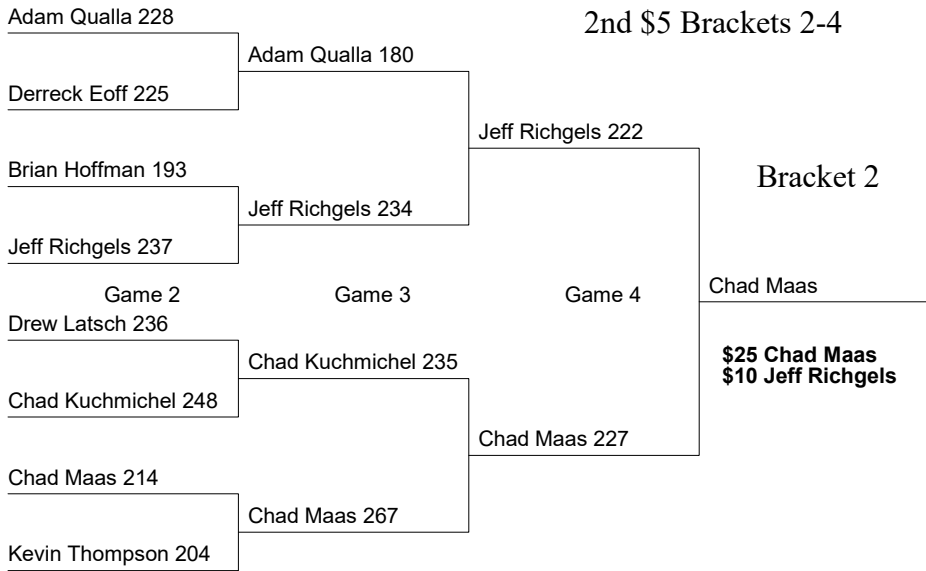 Adam Qualla 228
2nd $5 Brackets 2-4
Adam Qualla 180
Derreck Eoff 225
Jeff Richgels 222
Brian Hoffman 193
Bracket 2
Jeff Richgels 234
Jeff Richgels 237
Game 2
Game 3
Game 4
Chad Maas
Drew Latsch 236
$25 Chad Maas
$10 Jeff Richgels
Chad Kuchmichel 235
Chad Kuchmichel 248
Chad Maas 227
Chad Maas 214
Chad Maas 267
Kevin Thompson 204